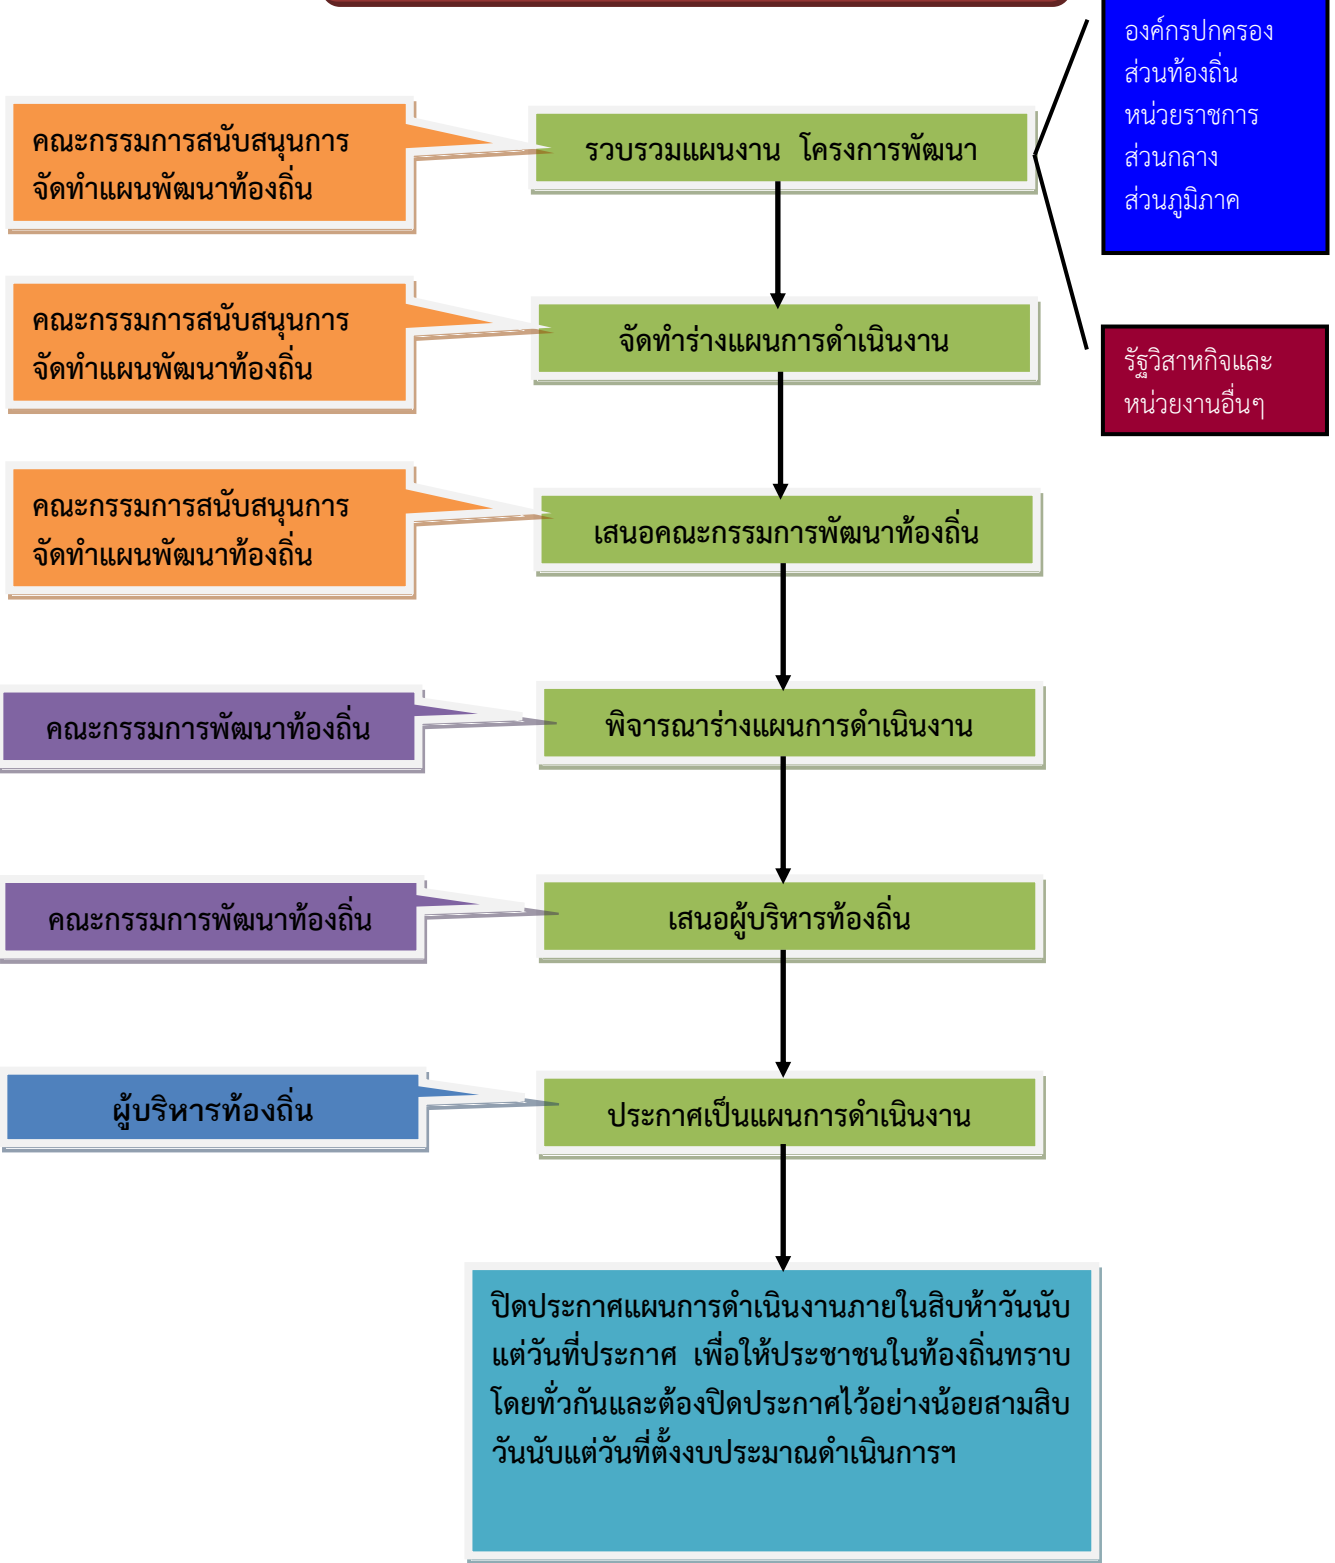 องค์กรปกครอง
ส่วนท้องถิ่น
หน่วยราชการ
ส่วนกลาง
ส่วนภูมิภาค
คณะกรรมการสนับสนุนการ
จัดทำแผนพัฒนาท้องถิ่น
รวบรวมแผนงาน โครงการพัฒนา
คณะกรรมการสนับสนุนการ
จัดทำแผนพัฒนาท้องถิ่น
จัดทำร่างแผนการดำเนินงาน
รัฐวิสาหกิจและ
หน่วยงานอื่นๆ
คณะกรรมการสนับสนุนการ
จัดทำแผนพัฒนาท้องถิ่น
เสนอคณะกรรมการพัฒนาท้องถิ่น
คณะกรรมการพัฒนาท้องถิ่น
พิจารณาร่างแผนการดำเนินงาน
คณะกรรมการพัฒนาท้องถิ่น
เสนอผู้บริหารท้องถิ่น
ผู้บริหารท้องถิ่น
ประกาศเป็นแผนการดำเนินงาน
ปิดประกาศแผนการดำเนินงานภายในสิบห้าวันนับ
แต่วันที่ประกาศ เพื่อให้ประชาชนในท้องถิ่นทราบ
โดยทั่วกันและต้องปิดประกาศไว้อย่างน้อยสามสิบ
วันนับแต่วันที่ตั้งงบประมาณดำเนินการฯ